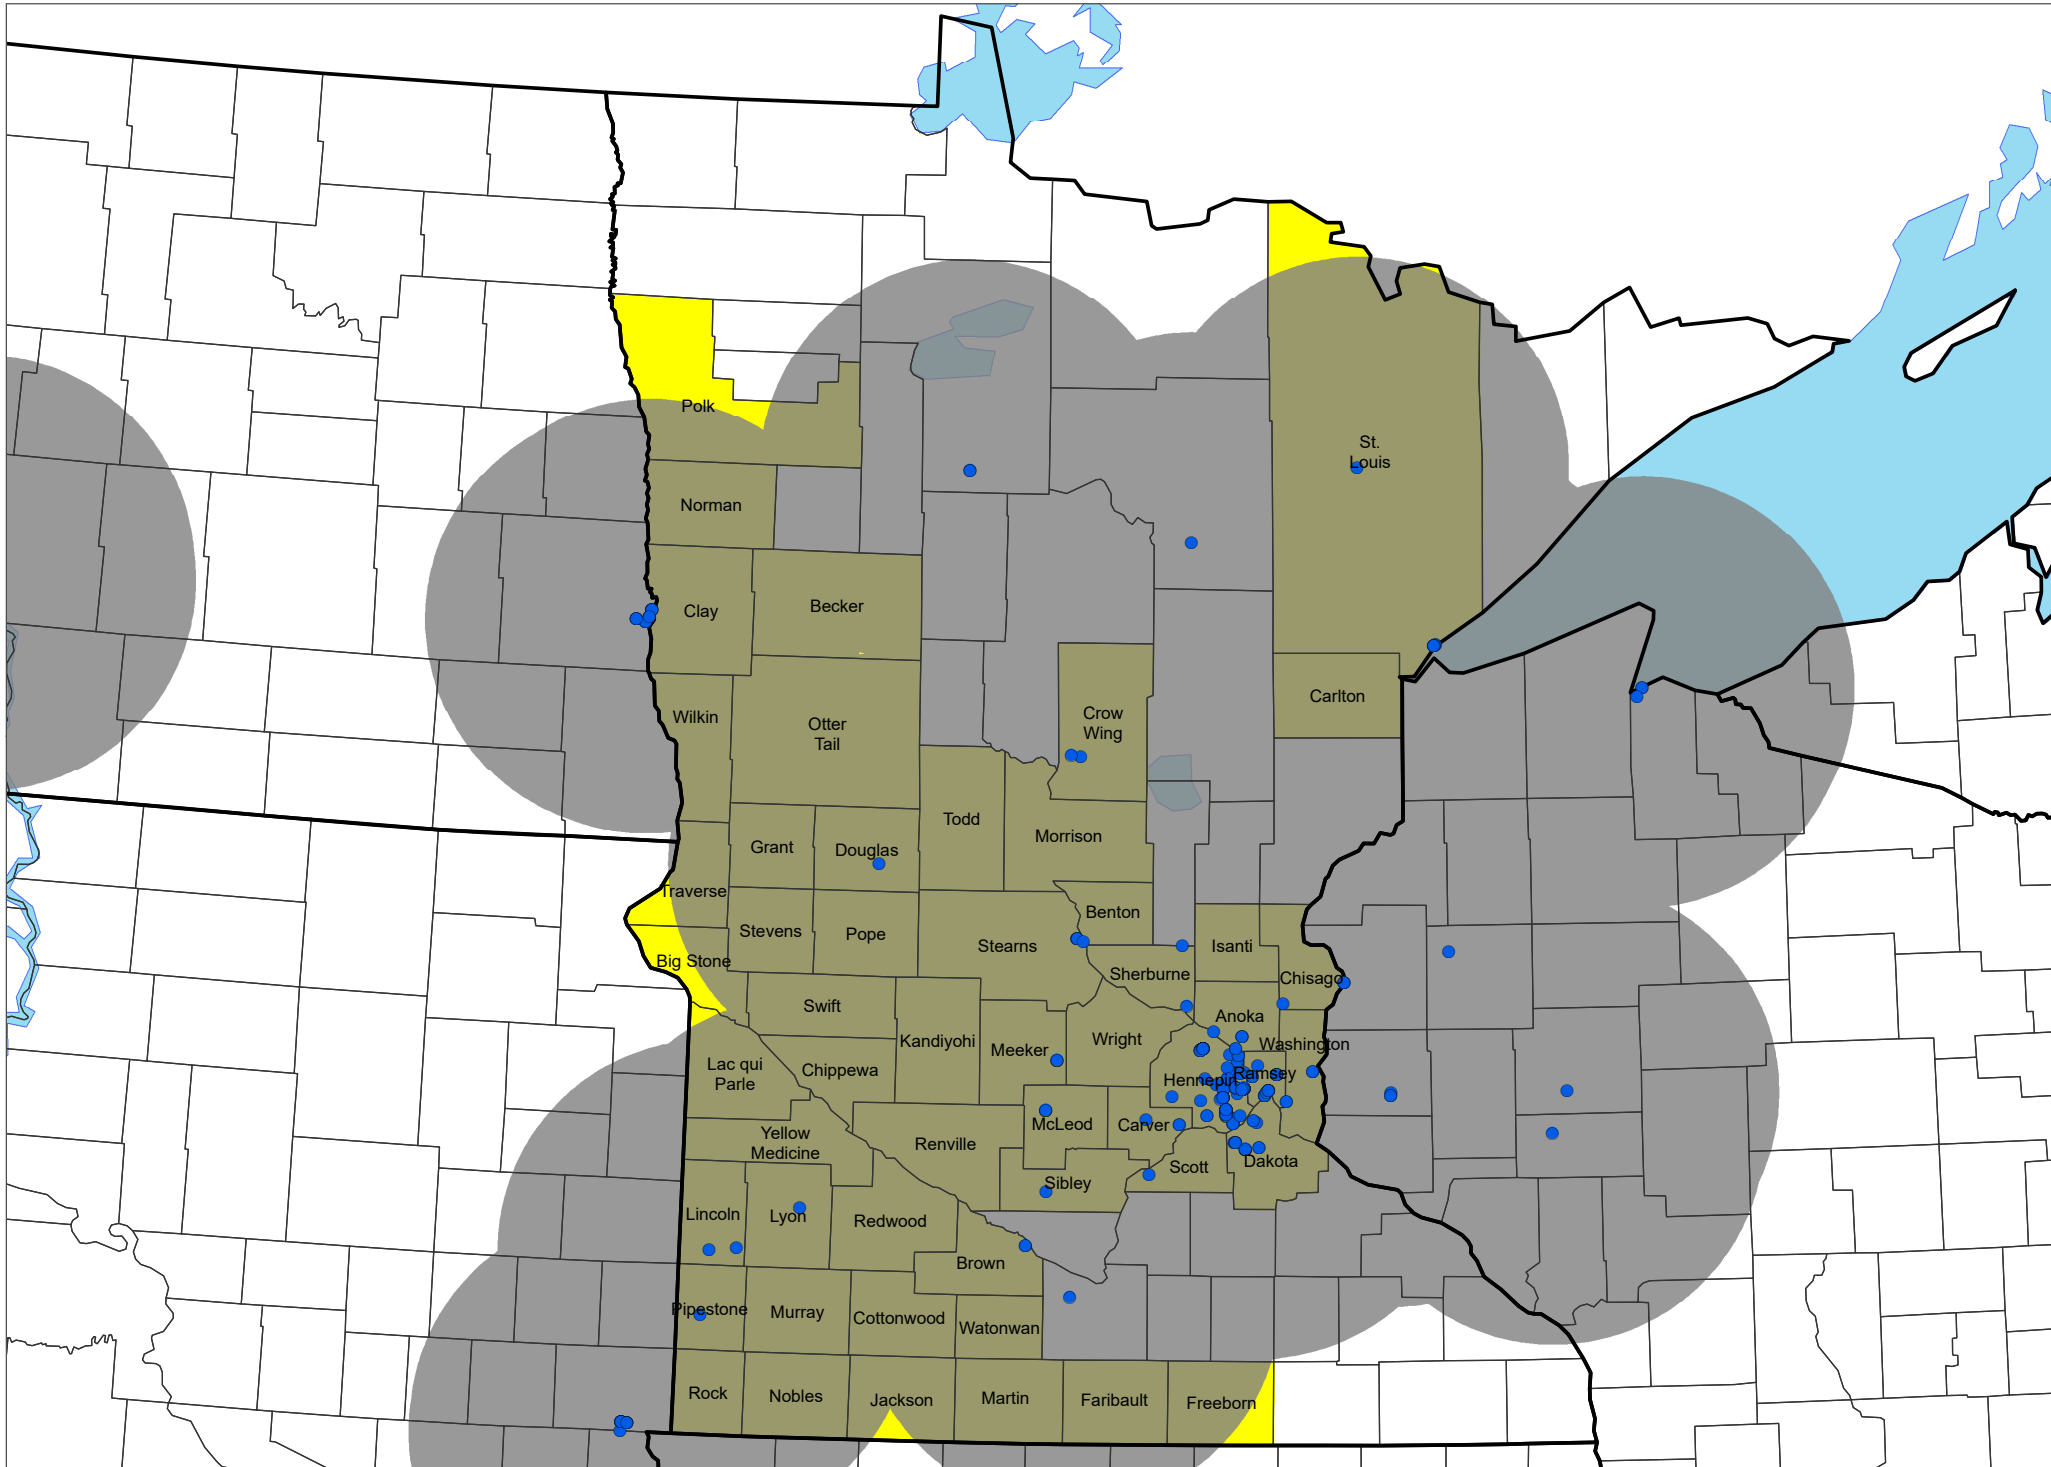 Polk
St.
Louis
Norman
Clay
Becker
Wilkin
Otter
Tail
Crow
Wing
Carlton
Todd
Morrison
Grant
Douglas
Traverse
Stevens
Pope
Stearns
Benton
Isanti
Big Stone
Sherburne
Chisago
Swift
Kandiyohi
Meeker
Wright
Anoka
Washington
Lac qui
Parle
Chippewa
Hennepin
Ramsey
McLeod
Carver
Yellow
Medicine
Renville
Scott
Dakota
Sibley
Lincoln
Lyon
Redwood
Brown
Pipestone
Murray
Cottonwood
Watonwan
Rock
Nobles
Jackson
Martin
Faribault
Freeborn